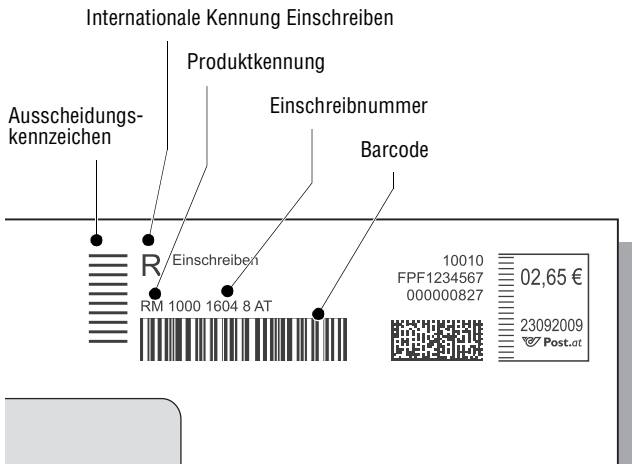 Internationale Kennung Einschreiben
Produktkennung
Einschreibnummer
Ausscheidungs-
kennzeichen
Barcode
R Einschreiben
RM 1000 1604 8 AT
10010
FPF1234567
000000827
02,65 €
23092009
Post.at